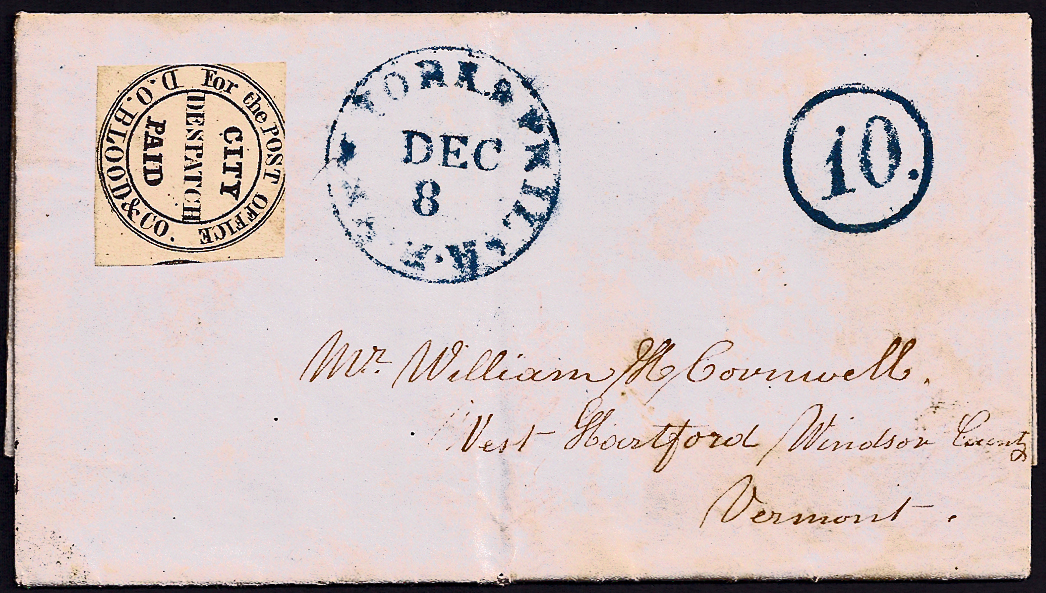 For the POST OFFICE
D.O. BLOOD & CO.
CITY
DESPATCH
PAID
DEC
8
10.
Mr. William H Cornwell.
West Hartford Windsor County
Vermont.